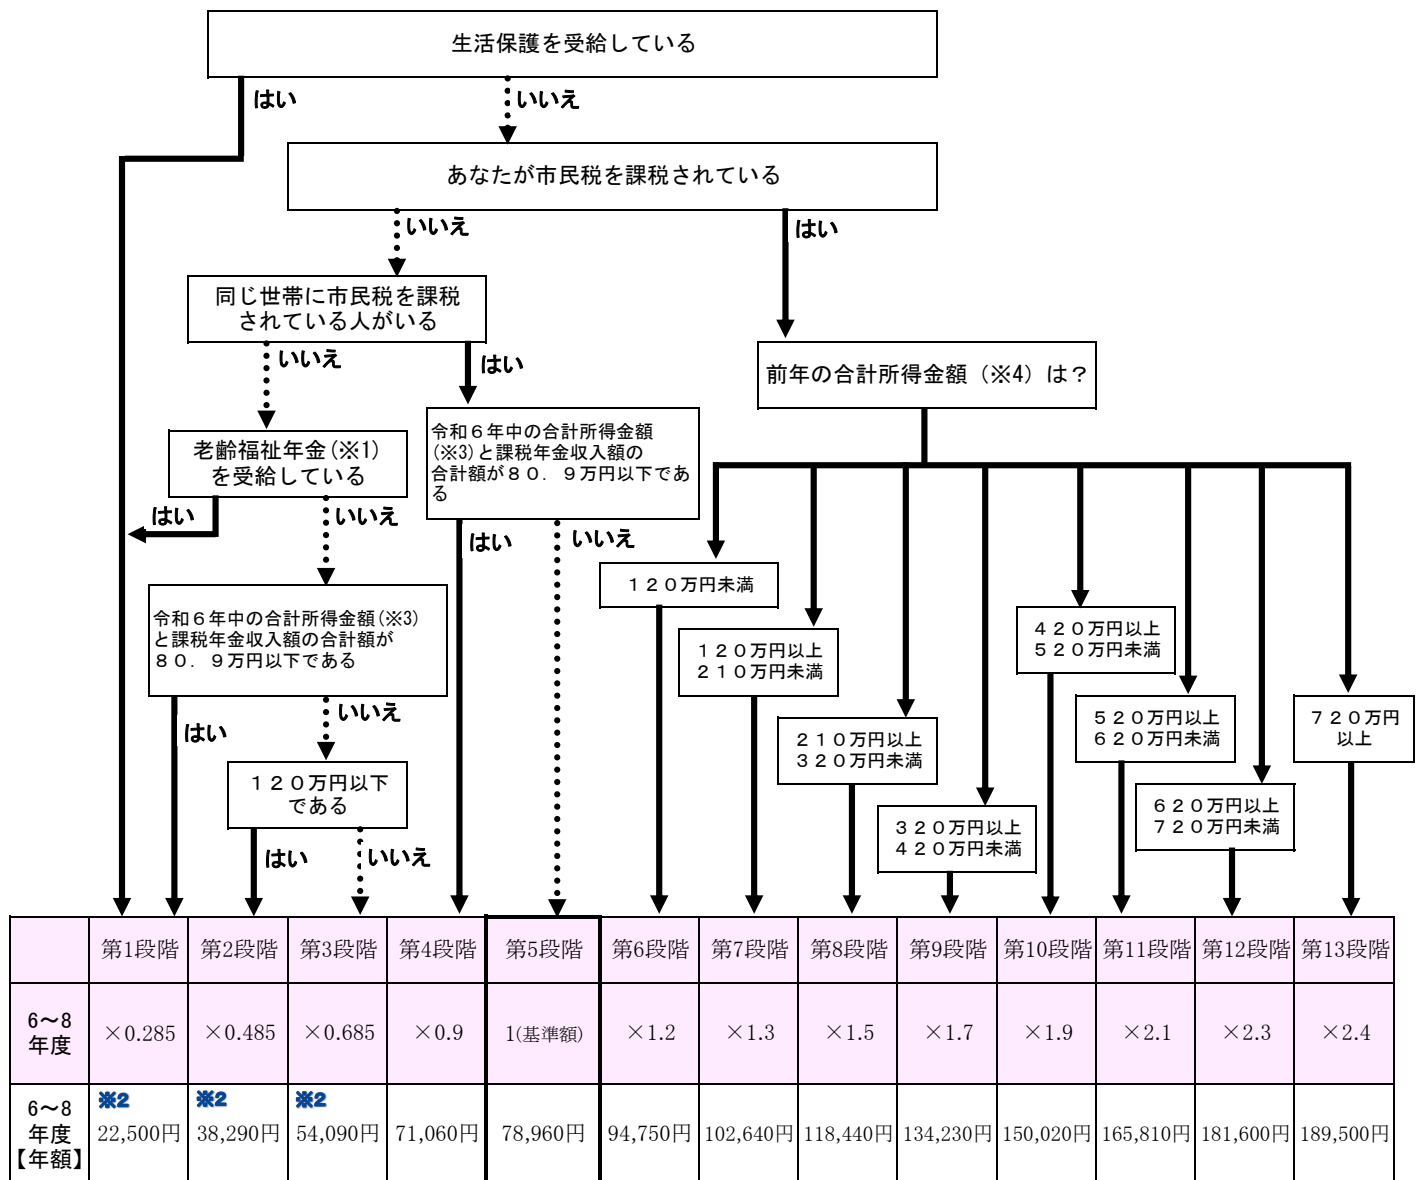 生活保護を受給している
はい
いいえ
あなたが市民税を課税されている
いいえ
はい
同じ世帯に市民税を課税
されている人がいる
いいえ
はい
前年の合計所得金額（※4）は？
老齢福祉年金(※1)
を受給している
はい
いいえ
令和６年中の合計所得金額
(※3)と課税年金収入額の
合計額が８０．９万円以下であ
る
はい
いいえ
令和６年中の合計所得金額(※3)
と課税年金収入額の合計額が
８０．９万円以下である
はい
いいえ
１２０万円以下
である
はい
いいえ
１２０万円未満
１２０万円以上
２１０万円未満
２１０万円以上
３２０万円未満
３２０万円以上
４２０万円未満
４２０万円以上
５２０万円未満
５２０万円以上
６２０万円未満
６２０万円以上
７２０万円未満
７２０万円
以上
第1段階 第2段階 第3段階 第4段階 第5段階 第6段階 第7段階 第8段階 第9段階 第10段階 第11段階 第12段階 第13段階
6～8
年度
×0.285 ×0.485 ×0.685 ×0.9 1(基準額) ×1.2 ×1.3 ×1.5 ×1.7 ×1.9 ×2.1 ×2.3 ×2.4
6～8
年度
【年額】
※2 ※2 ※2
22,500円 38,290円 54,090円 71,060円 78,960円 94,750円 102,640円 118,440円 134,230円 150,020円 165,810円 181,600円 189,500円